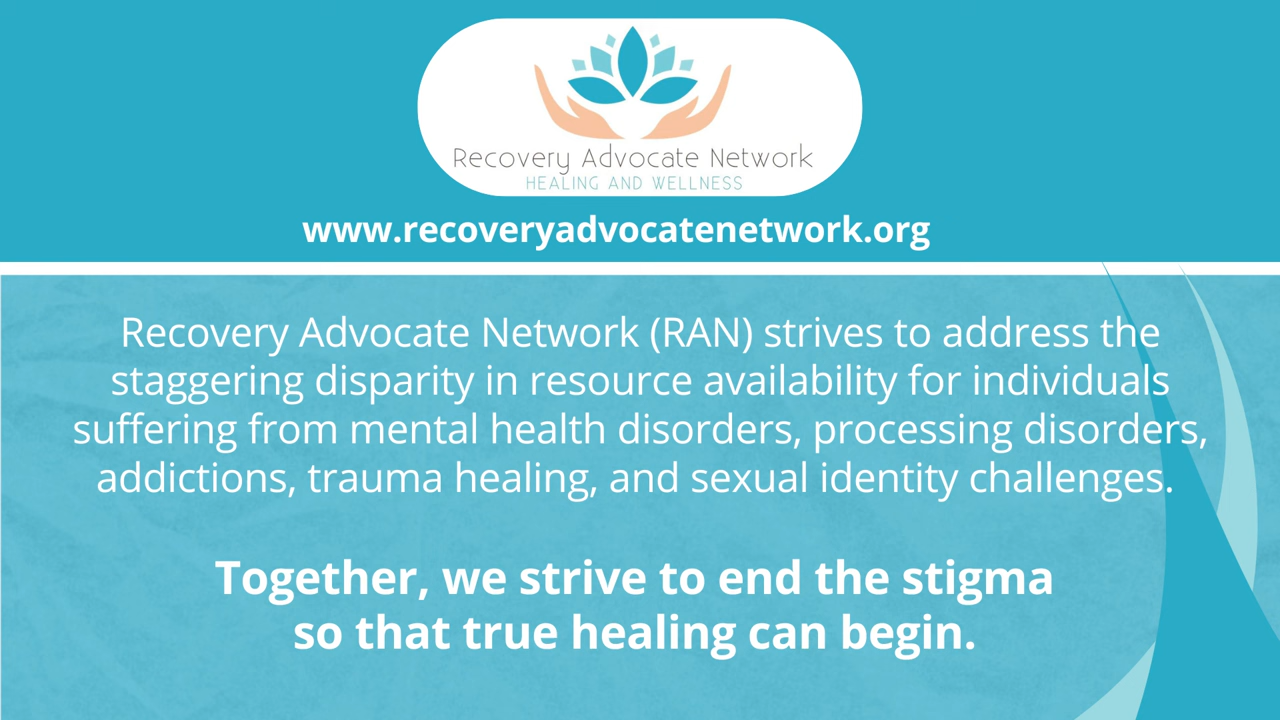 Recovery Advocate Network
HEALING AND WELLNESS
www.recoveryadvocatenetwork.org
Recovery Advocate Network (RAN) strives to address the
staggering disparity in resource availability for individuals
suffering from mental health disorders, processing disorders,
addictions, trauma healing, and sexual identity challenges.
Together, we strive to end the stigma
so that true healing can begin.